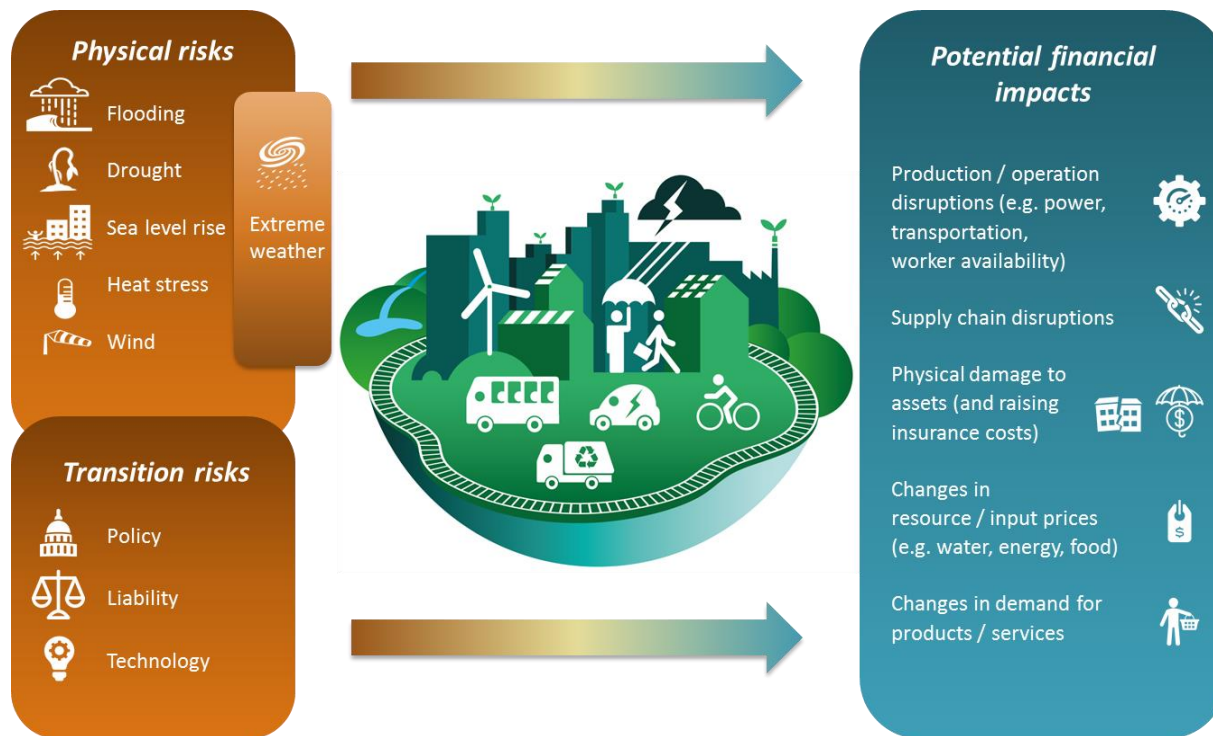 Physical risks
Flooding
Drought
Sea level rise
Heat stress
Wind
Extreme
weather
Transition risks
Policy
Liability
Technology
Potential financial
impacts
Production / operation
disruptions (e.g. power,
transportation,
worker availability)
Supply chain disruptions
Physical damage to
assets (and raising
insurance costs)
$
Changes in
resource / input prices
(e.g. water, energy, food)
$
Changes in demand for
products / services